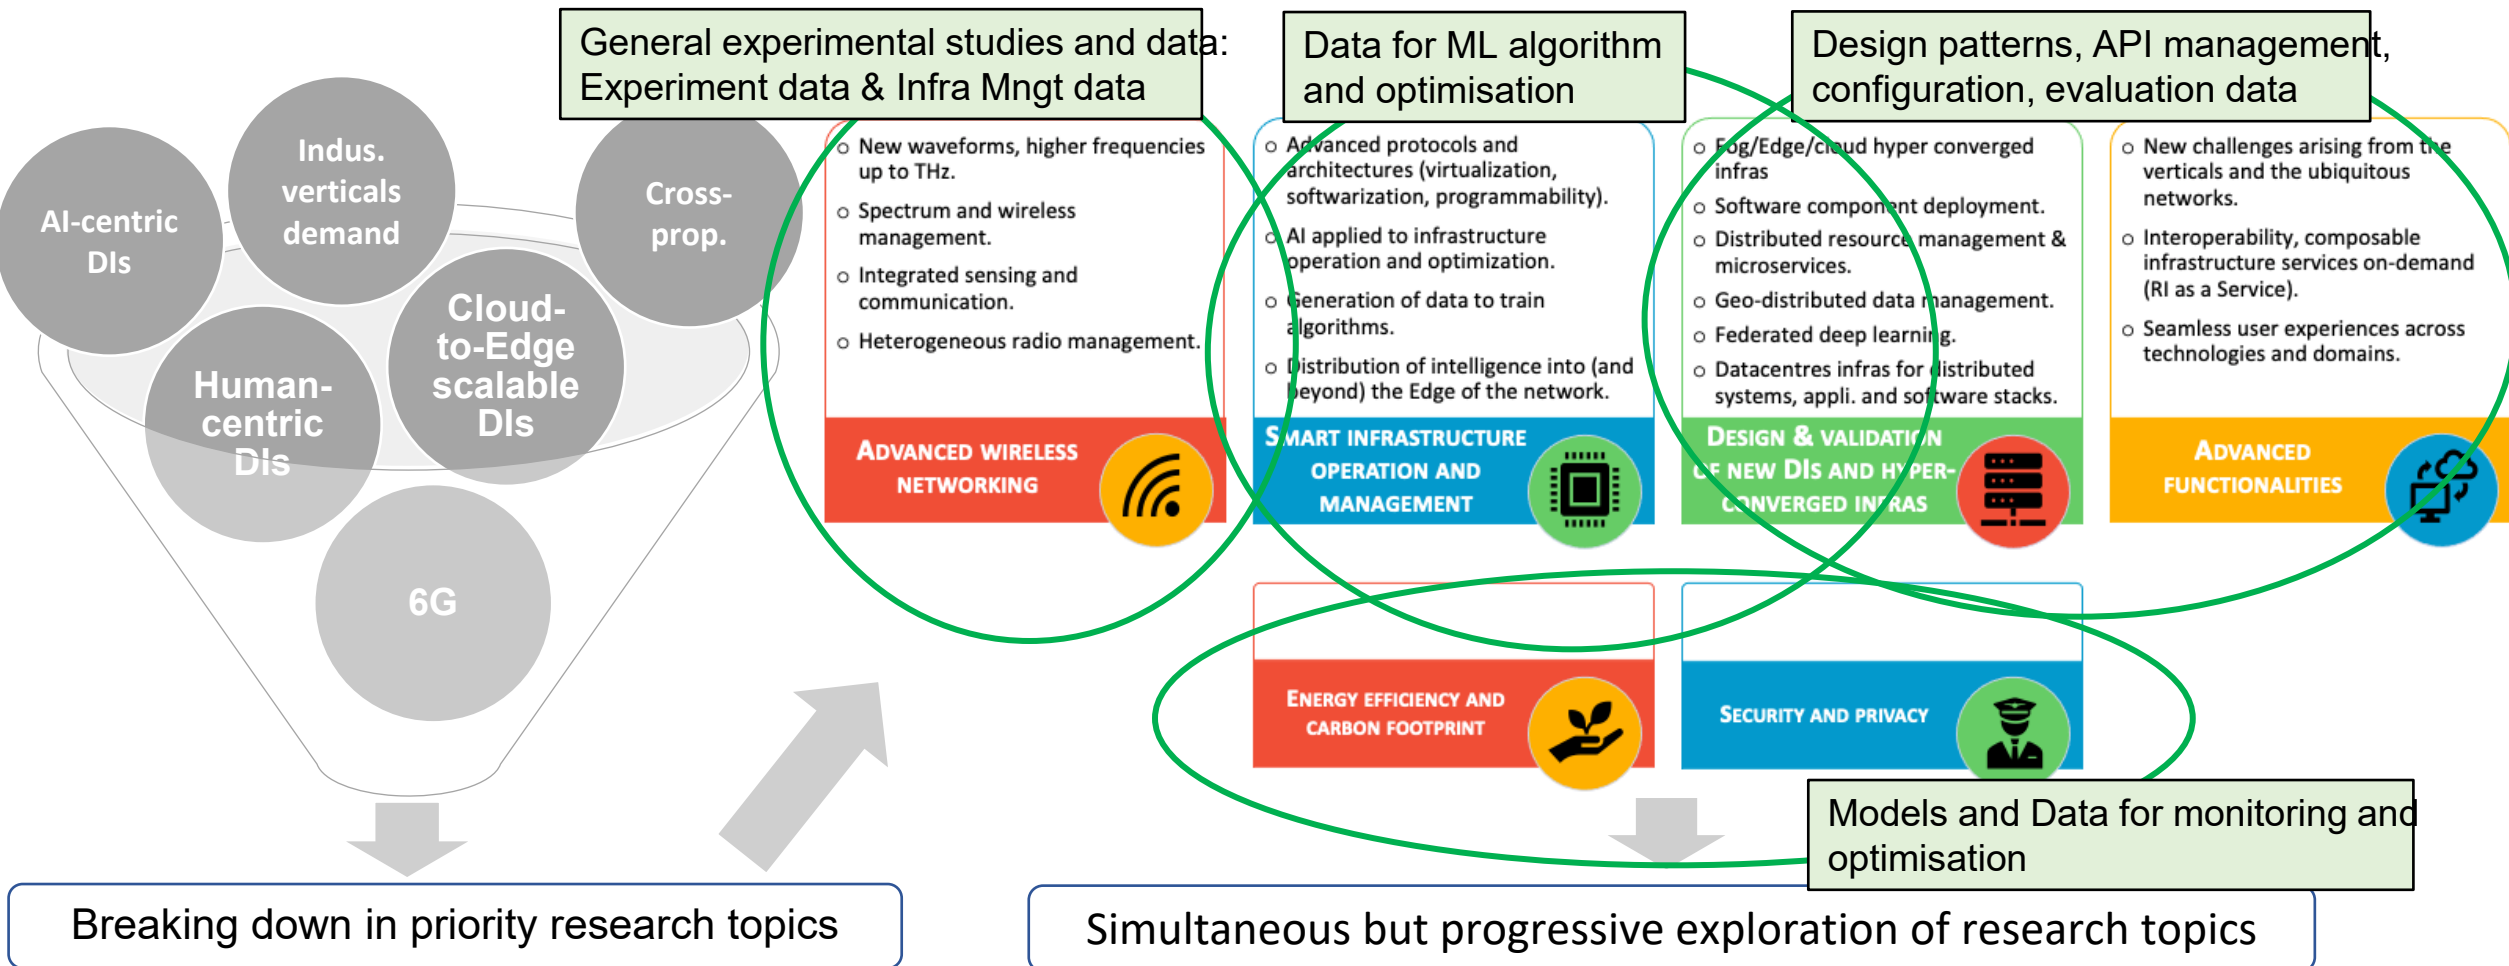 General experimental studies and data:
Experiment data & Infra Mngt data
Data for ML algorithm
and optimisation
Design patterns, API management,
configuration, evaluation data
AI-centric
DIs
Indus.
verticals
demand
Cross-
prop.
Human-
centric
DIs
Cloud-
to-Edge
scalable
DIs
6G
o New waveforms, higher frequencies
up to THz.
o Spectrum and wireless
management.
o Integrated sensing and
communication.
o Heterogeneous radio management.
ADVANCED WIRELESS
NETWORKING
o Advanced protocols and
architectures (virtualization,
softwarization, programmability).
o AI applied to infrastructure
operation and optimization.
o Generation of data to train
algorithms.
o Distribution of intelligence into (and
beyond) the Edge of the network.
SMART INFRASTRUCTURE
OPERATION AND
MANAGEMENT
o Fog/Edge/cloud hyper converged
infras
o Software component deployment.
o Distributed resource management &
microservices.
o Geo-distributed data management.
o Federated deep learning.
o Datacentres infras for distributed
systems, appli. and software stacks.
DESIGN & VALIDATION
OF NEW DIS AND HYPER-
CONVERGED INFRAS
o New challenges arising from the
verticals and the ubiquitous
networks.
o Interoperability, composable
infrastructure services on-demand
(RI as a Service).
o Seamless user experiences across
technologies and domains.
ADVANCED
FUNCTIONALITIES
ENERGY EFFICIENCY AND
CARBON FOOTPRINT
SECURITY AND PRIVACY
Models and Data for monitoring and
optimisation
Breaking down in priority research topics
Simultaneous but progressive exploration of research topics